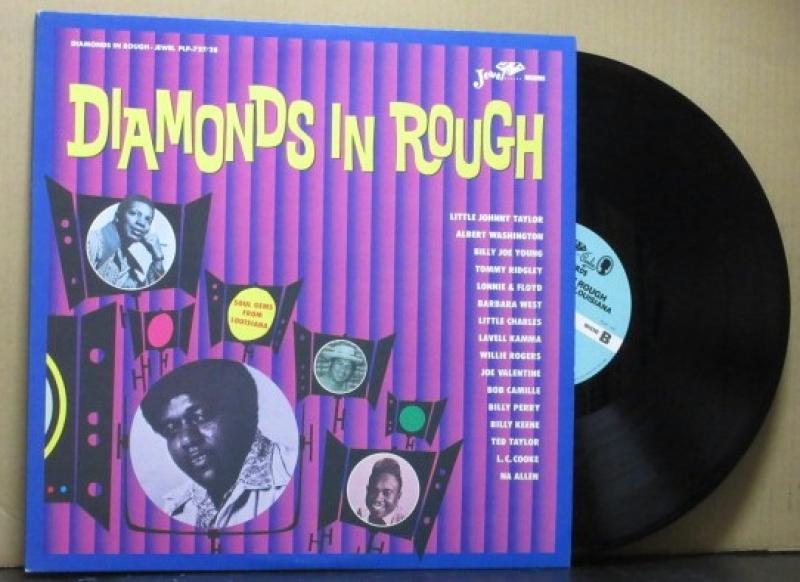 DIAMONDS IN ROUGH - JEWEL PLP-727/28
Jewel
RECORDS
DIAMONDS IN ROUGH
LITTLE JOHNNY TAYLOR
ALBERT WASHINGTON
BILLY JOE YOUNG
TOMMY RIDGLEY
LONNIE & FLOYD
BARBARA WEST
LITTLE CHARLES
LAVELL KAMMA
WILLIE ROGERS
JOE VALENTINE
BOB CAMILLE
BILLY PERRY
BILLY KEENE
TED TAYLOR
L. C. COOKE
NA ALLEN
SOUL GEMS
FROM
LOUISIANA
ROUGH
LOUISIANA
B